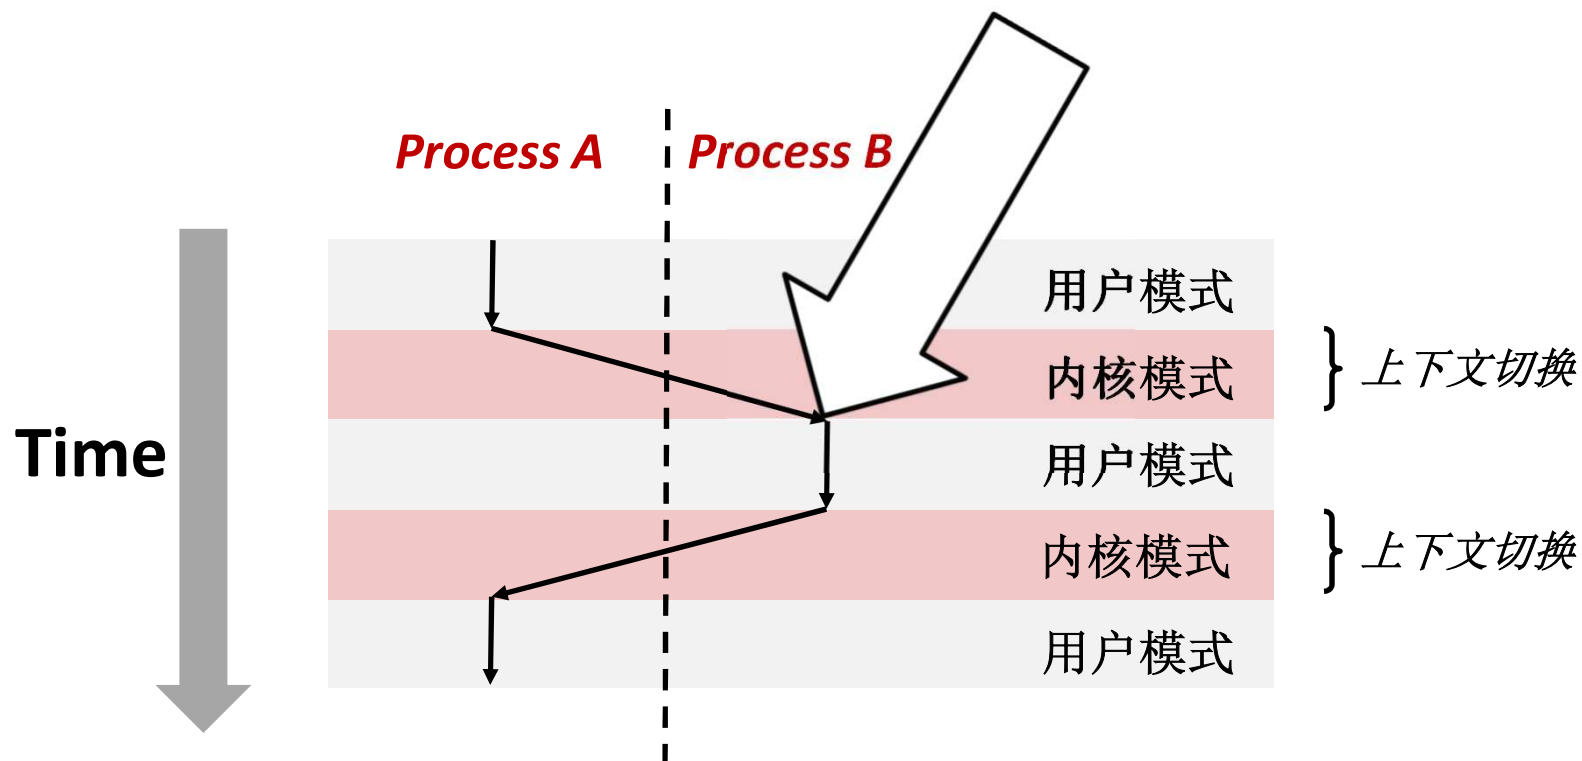 Process A
Process B
用户模式
内核模式
上下文切换
Time
用户模式
内核模式
上下文切换
用户模式